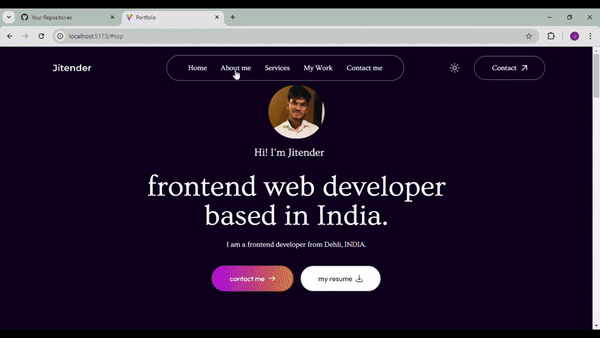 Your Repositories
Portfolio
localhost:5173/#top
Jitender
Home About me Services My Work Contact me
Contact
Hi! I'm Jitender
frontend web developer
based in India.
I am a frontend developer from Dehli, INDIA.
contact me
my resume